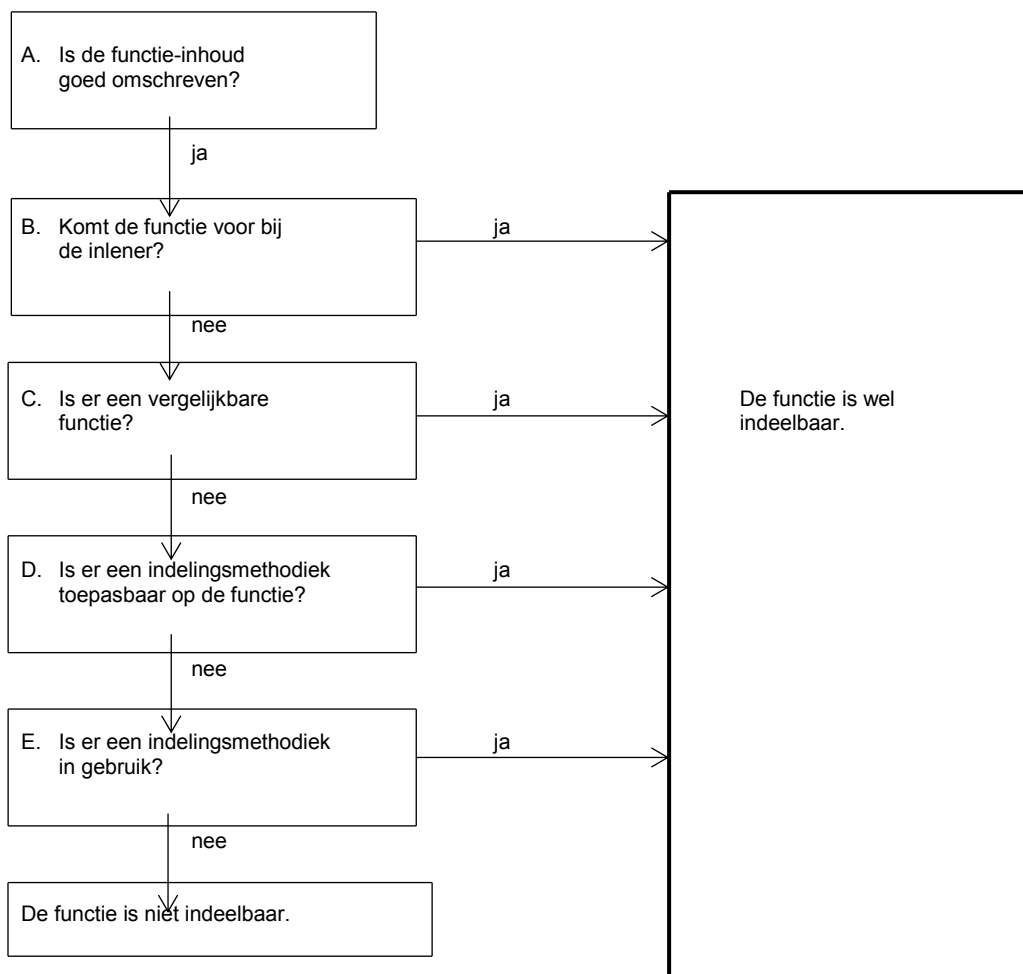 A. Is de functie-inhoud
goed omschreven?
ja
B. Komt de functie voor bij
de inlener?
ja
nee
C. Is er een vergelijkbare
functie?
ja
De functie is wel
indeelbaar.
nee
D. Is er een indelingsmethodiek
toepasbaar op de functie?
ja
nee
E. Is er een indelingsmethodiek
in gebruik?
ja
nee
De functie is niet indeelbaar.